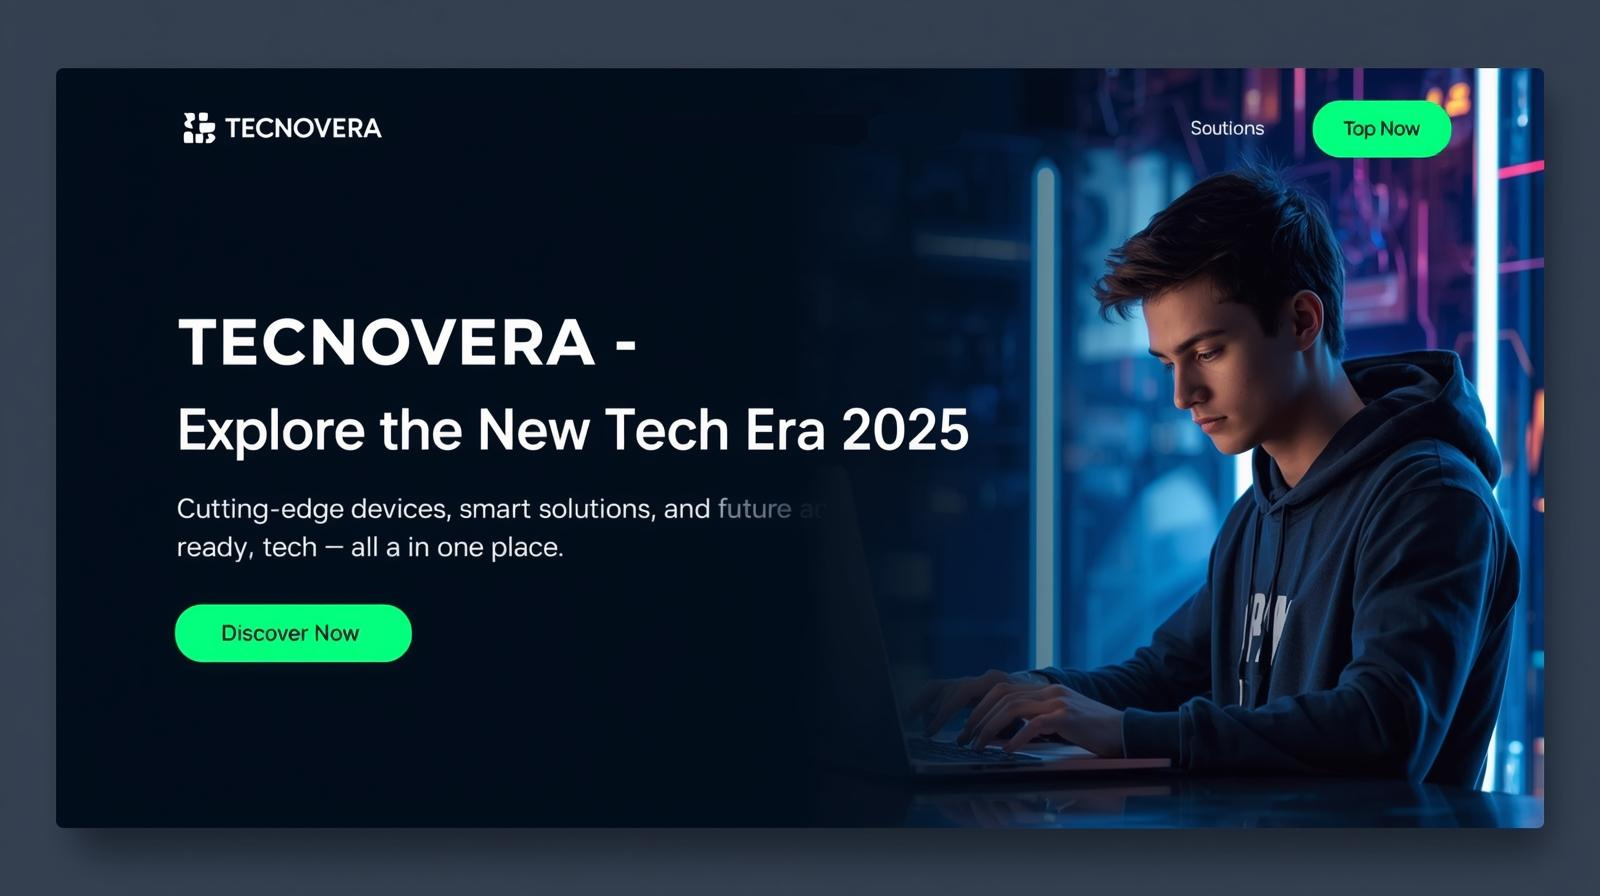 TECNOVERA
Soutions
Top Now
TECNOVERA -
Explore the New Tech Era 2025
Cutting-edge devices, smart solutions, and future
ready, tech — all a in one place.
Discover Now